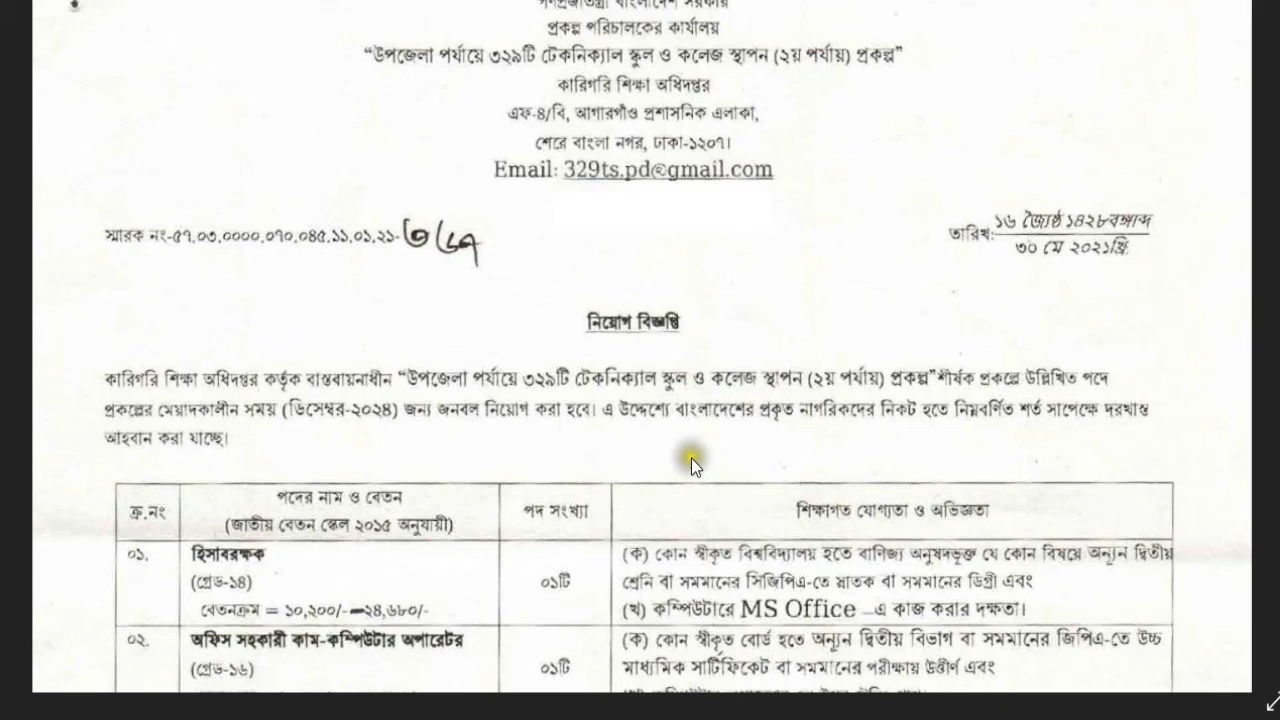 গণপ্রজাতন্ত্রী বাংলাদেশ সরকার
প্রকল্প পরিচালকের কার্যালয়
“উপজেলা পর্যায়ে ৩২৯টি টেকনিক্যাল স্কুল ও কলেজ স্থাপন (২য় পর্যায়) প্রকল্প”
কারিগরি শিক্ষা অধিদপ্তর
এফ-৪/বি, আগারগাঁও প্রশাসনিক এলাকা,
শেরে বাংলা নগর, ঢাকা-১২০৭।
Email: 329ts.pd@gmail.com
স্মারক নং-৫৭.০৩.০০০০.০৭০.০৪৫.১১.০১.২১-
তারিখ: ১৬ জ্যৈষ্ঠ ১৪২৮বঙ্গাব্দ
৩০ মে ২০২১খ্রি:
নিয়োগ বিজ্ঞপ্তি
কারিগরি শিক্ষা অধিদপ্তর কর্তৃক বাস্তবায়নাধীন “উপজেলা পর্যায়ে ৩২৯টি টেকনিক্যাল স্কুল ও কলেজ স্থাপন (২য় পর্যায়) প্রকল্প”শীর্ষক প্রকল্পে উল্লিখিত পদে
প্রকল্পের মেয়াদকালীন সময় (ডিসেম্বর-২০২৪) জন্য জনবল নিয়োগ করা হবে। এ উদ্দেশ্যে বাংলাদেশের প্রকৃত নাগরিকদের নিকট হতে নিম্নবর্ণিত শর্ত সাপেক্ষে দরখাস্ত
আহবান করা যাচ্ছে।
ক্র.নং
পদের নাম ও বেতন
(জাতীয় বেতন স্কেল ২০১৫ অনুযায়ী)
পদ সংখ্যা
শিক্ষাগত যোগ্যতা ও অভিজ্ঞতা
০১.
হিসাবরক্ষক
(গ্রেড-১৪)
বেতনক্রম = ১০,২০০/-–২৪,৬৮০/-
০১টি
(ক) কোন স্বীকৃত বিশ্ববিদ্যালয় হতে বাণিজ্য অনুষদভুক্ত যে কোন বিষয়ে অন্যূন দ্বিতীয়
শ্রেনি বা সমমানের সিজিপিএ-তে স্নাতক বা সমমানের ডিগ্রী এবং
(খ) কম্পিউটারে MS Office –এ কাজ করার দক্ষতা।
০২.
অফিস সহকারী কাম-কম্পিউটার অপারেটর
(গ্রেড-১৬)
০১টি
(ক) কোন স্বীকৃত বোর্ড হতে অন্যূন দ্বিতীয় বিভাগ বা সমমানের জিপিএ-তে উচ্চ
মাধ্যমিক সার্টিফিকেট বা সমমানের পরীক্ষায় উত্তীর্ণ এবং